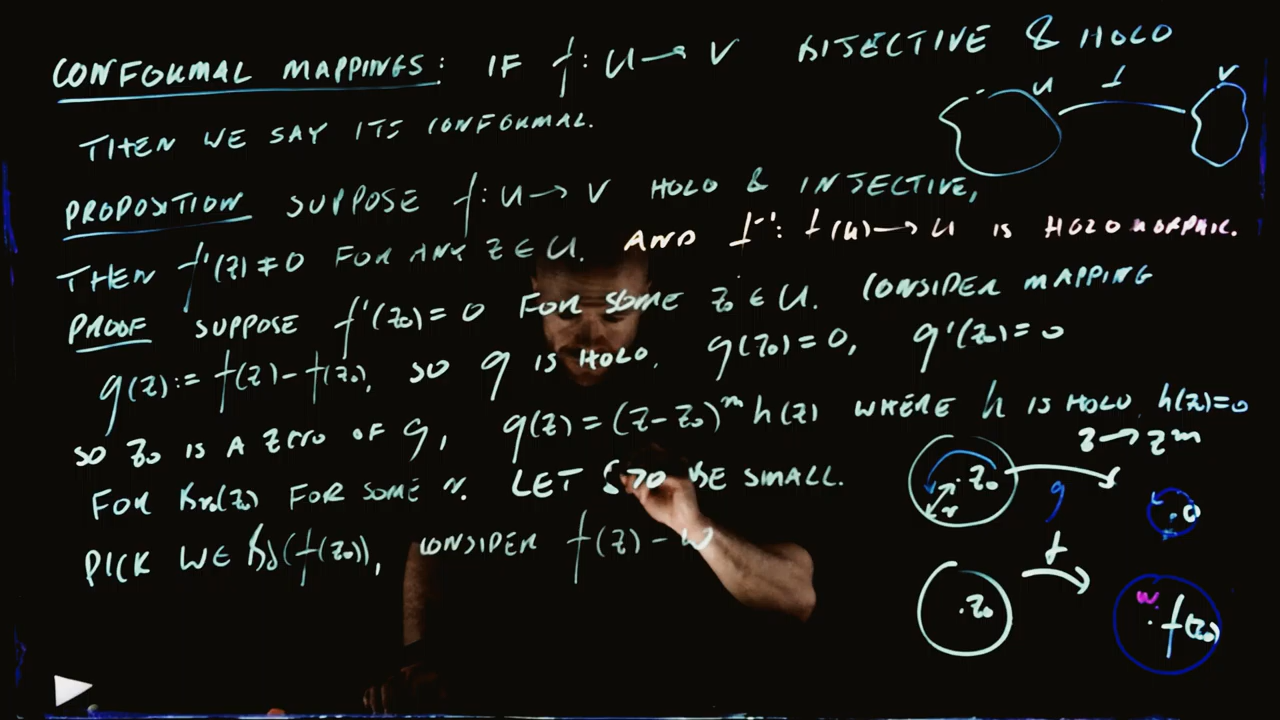 CONFORMAL MAPPINGS: IF f: U → V BIJECTIVE & HOLO
THEN WE SAY ITS CONFORMAL.
U f V
PROPOSITION SUPPOSE f: U → V HOLO & INJECTIVE,
THEN f'(z) ≠ 0 FOR ANY z ∈ U. AND f⁻¹: f(U) → U IS HOLOMORPHIC.
PROOF SUPPOSE f'(z₀) = 0 FOR SOME z₀ ∈ U. CONSIDER MAPPING
g(z) := f(z) - f(z₀), SO g IS HOLO, g(z₀) = 0, g'(z₀) = 0
SO z₀ IS A ZERO OF g, g(z) = (z - z₀)ᵐ h(z) WHERE h IS HOLO, h(z) = 0
z → zᵐ
FOR Br(z₀) FOR SOME r. LET δ > 0 BE SMALL.
z₀ r g 0
PICK W ∈ Bδ(f(z₀)), CONSIDER f(z) - W
f
z₀ w f(z₀)